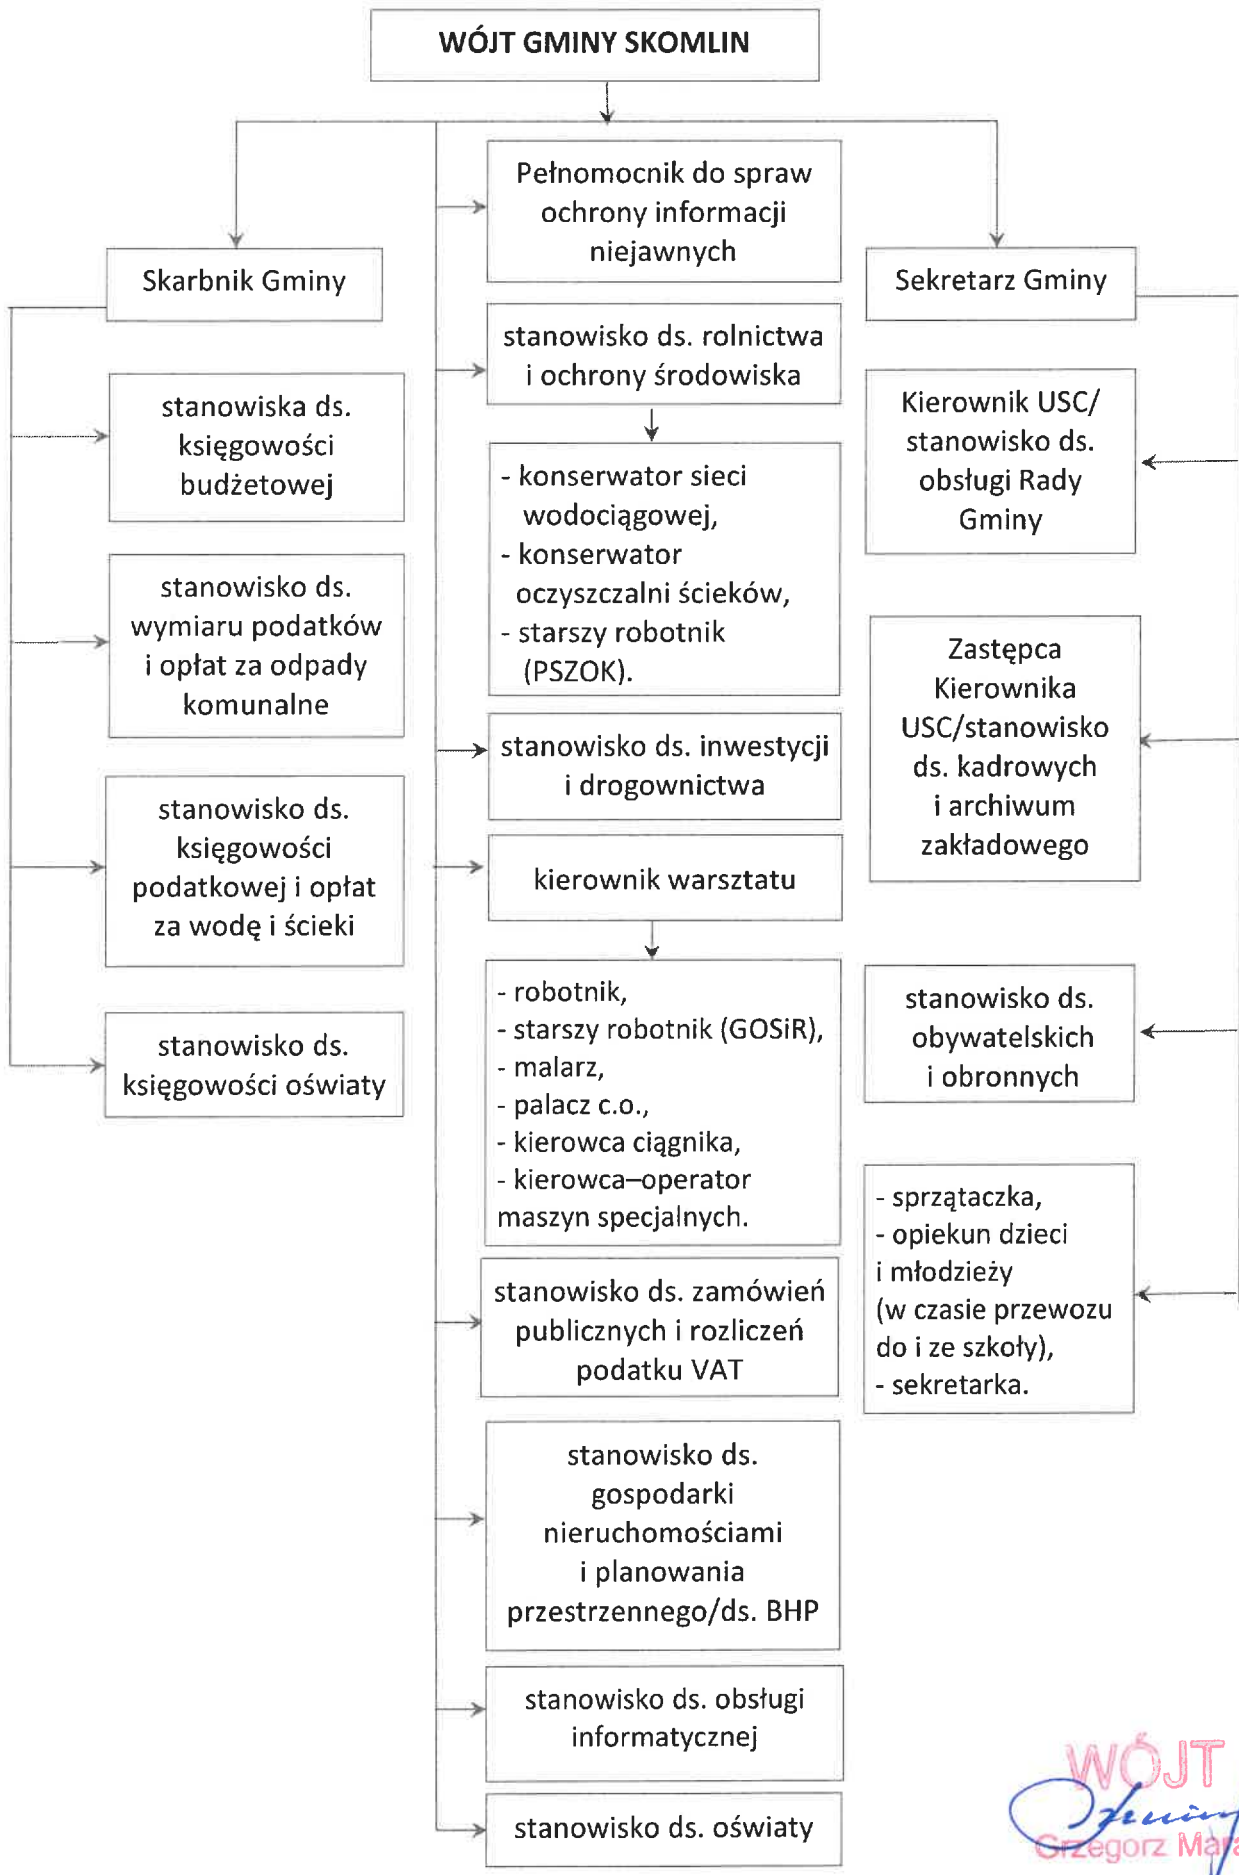 WÓJT GMINY SKOMLIN
Skarbnik Gminy
stanowiska ds.
księgowości
budżetowej
stanowisko ds.
wymiaru podatków
i opłat za odpady
komunalne
stanowisko ds.
księgowości
podatkowej i opłat
za wodę i ścieki
stanowisko ds.
księgowości oświaty
Pełnomocnik do spraw
ochrony informacji
niejawnych
stanowisko ds. rolnictwa
i ochrony środowiska
- konserwator sieci
wodociągowej,
- konserwator
oczyszczalni ścieków,
- starszy robotnik
(PSZOK).
stanowisko ds. inwestycji
i drogownictwa
kierownik warsztatu
- robotnik,
- starszy robotnik (GOSiR),
- malarz,
- palacz c.o.,
- kierowca ciągnika,
- kierowca–operator
maszyn specjalnych.
stanowisko ds. zamówień
publicznych i rozliczeń
podatku VAT
stanowisko ds.
gospodarki
nieruchomościami
i planowania
przestrzennego/ds. BHP
stanowisko ds. obsługi
informatycznej
stanowisko ds. oświaty
Sekretarz Gminy
Kierownik USC/
stanowisko ds.
obsługi Rady
Gminy
Zastępca
Kierownika
USC/stanowisko
ds. kadrowych
i archiwum
zakładowego
stanowisko ds.
obywatelskich
i obronnych
- sprzątaczka,
- opiekun dzieci
i młodzieży
(w czasie przewozu
do i ze szkoły),
- sekretarka.
WÓJT
Grzegorz